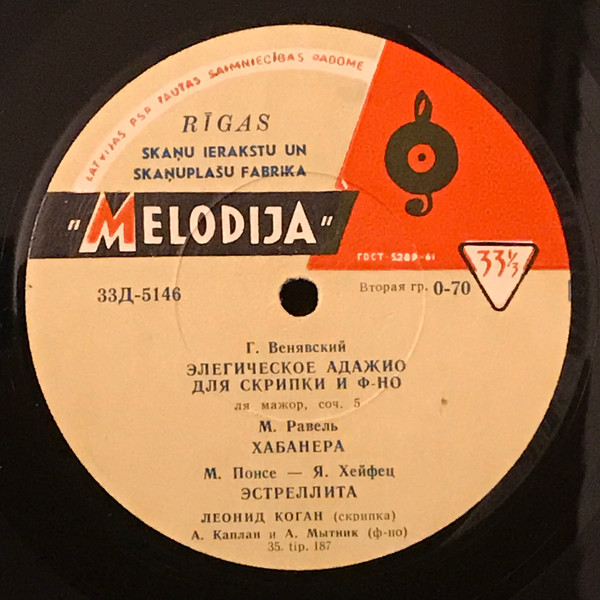 LATVIJAS PSR TAUTAS SAIMNIECĪBAS PADOME
RĪGAS
SKAŅU IERAKSTU UN
SKAŅUPLAŠU FABRIKA
"MELODIJA"
ГОСТ-5289-61
33⅓
33Д-5146
Вторая гр. 0-70
Г. Венявский
ЭЛЕГИЧЕСКОЕ АДАЖИО
ДЛЯ СКРИПКИ И Ф-НО
ля мажор, соч. 5
М. Равель
ХАБАНЕРА
М. Понсе — Я. Хейфец
ЭСТРЕЛЛИТА
ЛЕОНИД КОГАН (скрипка)
А. Каплан и А. Мытник (ф-но)
35. tip. 187